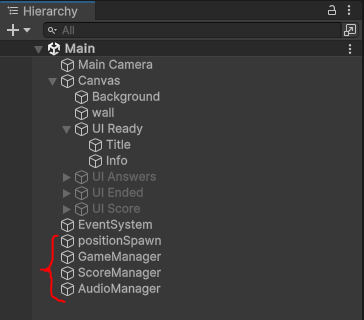 Hierarchy
All
Main
Main Camera
Canvas
Background
wall
UI Ready
Title
Info
UI Answers
UI Ended
UI Score
EventSystem
positionSpawn
GameManager
ScoreManager
AudioManager